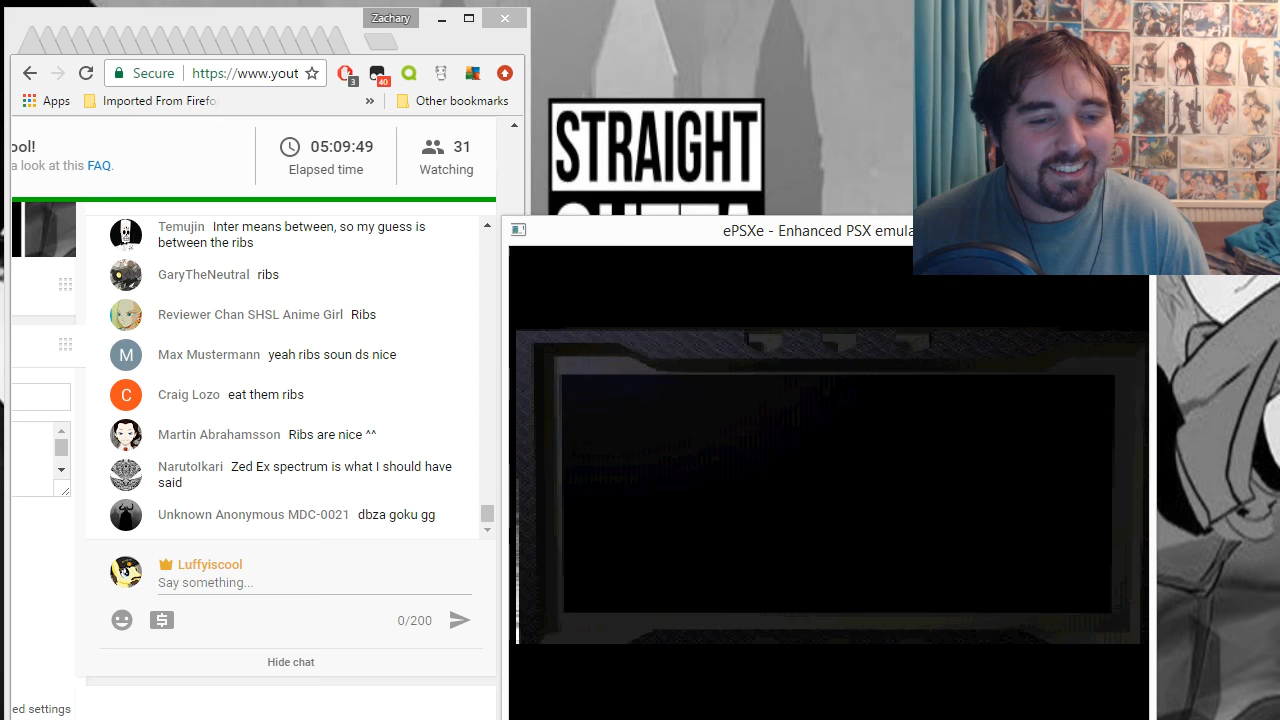 Zachary
Secure
https://www.yout
3
40
Apps
Imported From Firefo
»
Other bookmarks
ool!
a look at this FAQ.
05:09:49
Elapsed time
31
Watching
Temujin Inter means between, so my guess is
between the ribs
GaryTheNeutral ribs
Reviewer Chan SHSL Anime Girl Ribs
M
Max Mustermann yeah ribs soun ds nice
C
Craig Lozo eat them ribs
Martin Abrahamsson Ribs are nice ^^
NarutoIkari Zed Ex spectrum is what I should have
said
Unknown Anonymous MDC-0021 dbza goku gg
Luffyiscool
Say something...
0/200
Hide chat
ed settings
STRAIGHT
ePSXe - Enhanced PSX emula